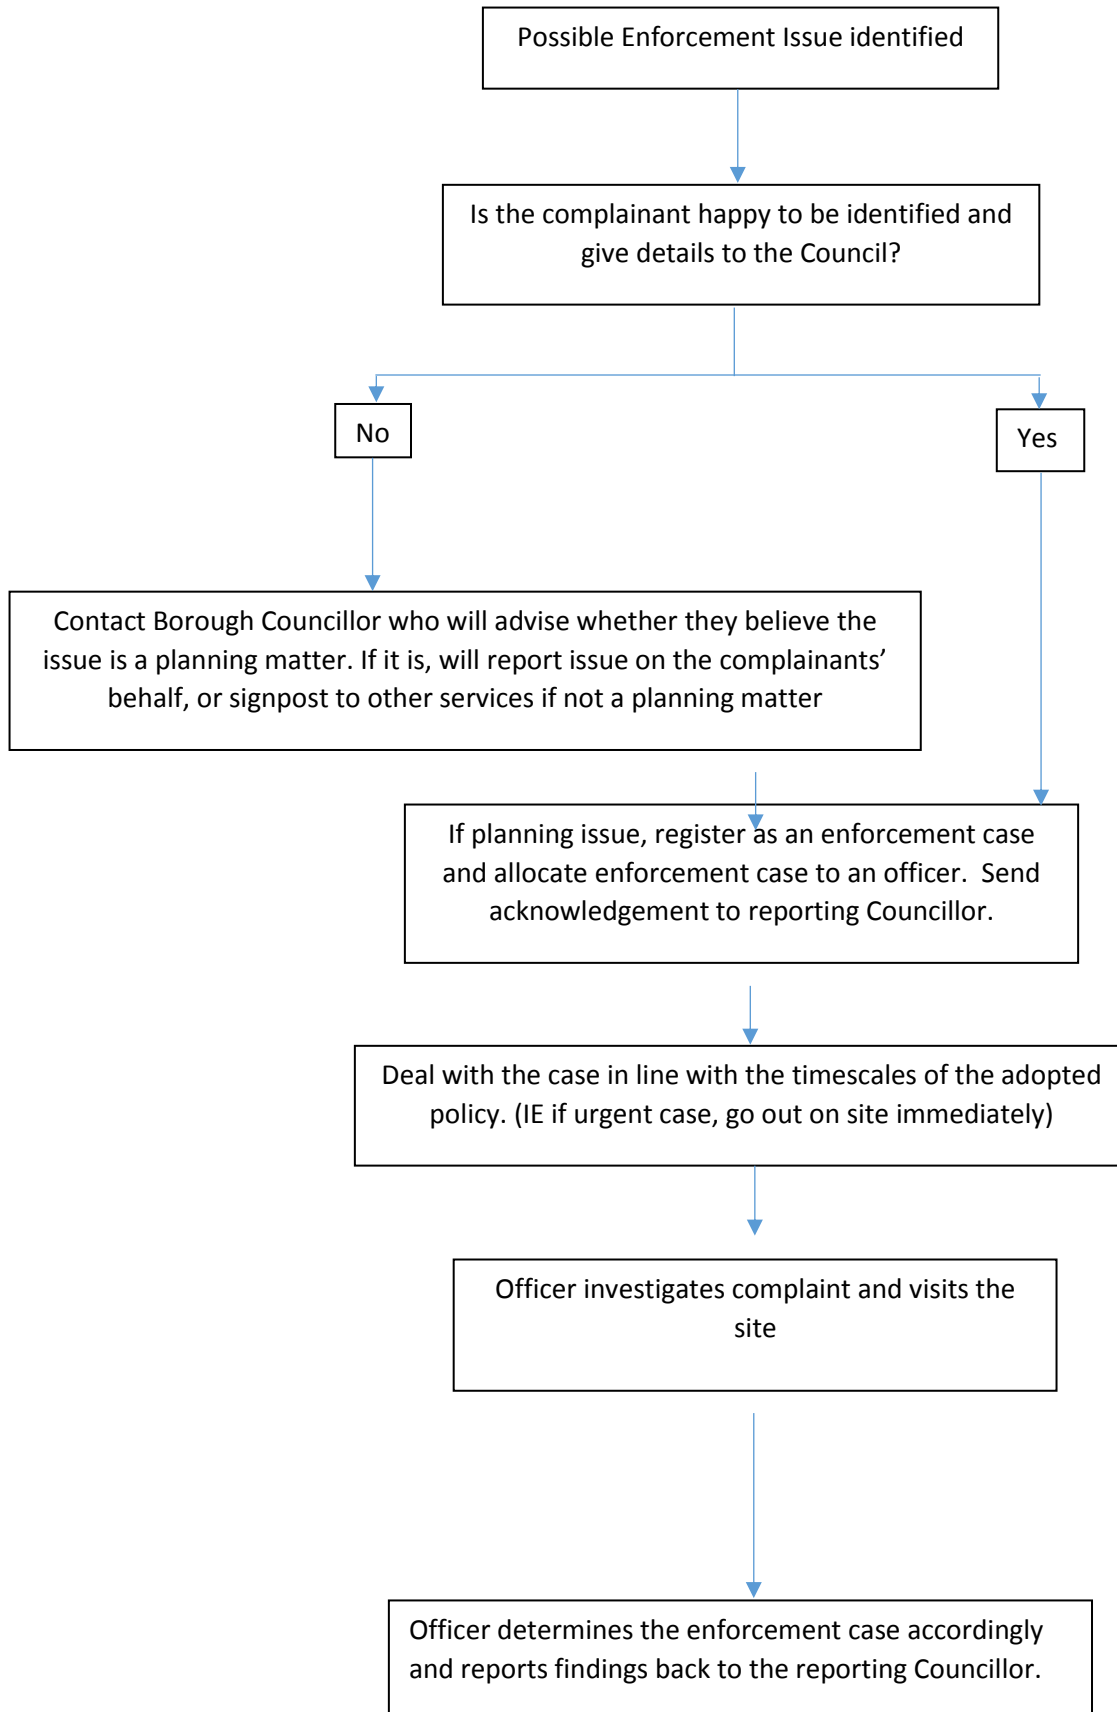 Possible Enforcement Issue identified
Is the complainant happy to be identified and
give details to the Council?
No
Yes
Contact Borough Councillor who will advise whether they believe the
issue is a planning matter. If it is, will report issue on the complainants’
behalf, or signpost to other services if not a planning matter
If planning issue, register as an enforcement case
and allocate enforcement case to an officer.  Send
acknowledgement to reporting Councillor.
Deal with the case in line with the timescales of the adopted
policy. (IE if urgent case, go out on site immediately)
Officer investigates complaint and visits the
site
Officer determines the enforcement case accordingly
and reports findings back to the reporting Councillor.